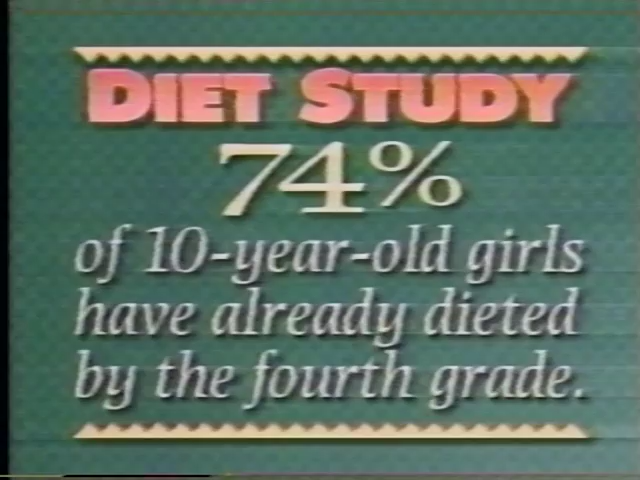 DIET STUDY
74%
of 10-year-old girls
have already dieted
by the fourth grade.